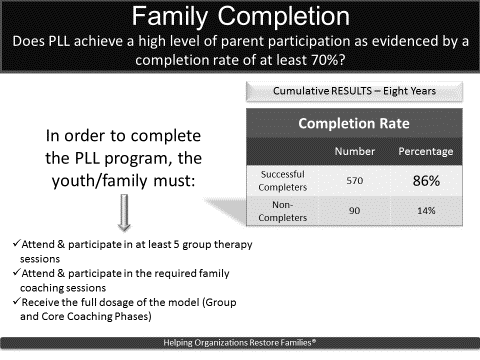 Family Completion
Does PLL achieve a high level of parent participation as evidenced by a
completion rate of at least 70%?
Cumulative RESULTS – Eight Years
In order to complete
the PLL program, the
youth/family must:
Completion Rate
Number Percentage
Successful
Completers 570 86%
Non-
Completers 90 14%
✓Attend & participate in at least 5 group therapy
sessions
✓Attend & participate in the required family
coaching sessions
✓Receive the full dosage of the model (Group
and Core Coaching Phases)
Helping Organizations Restore Families®